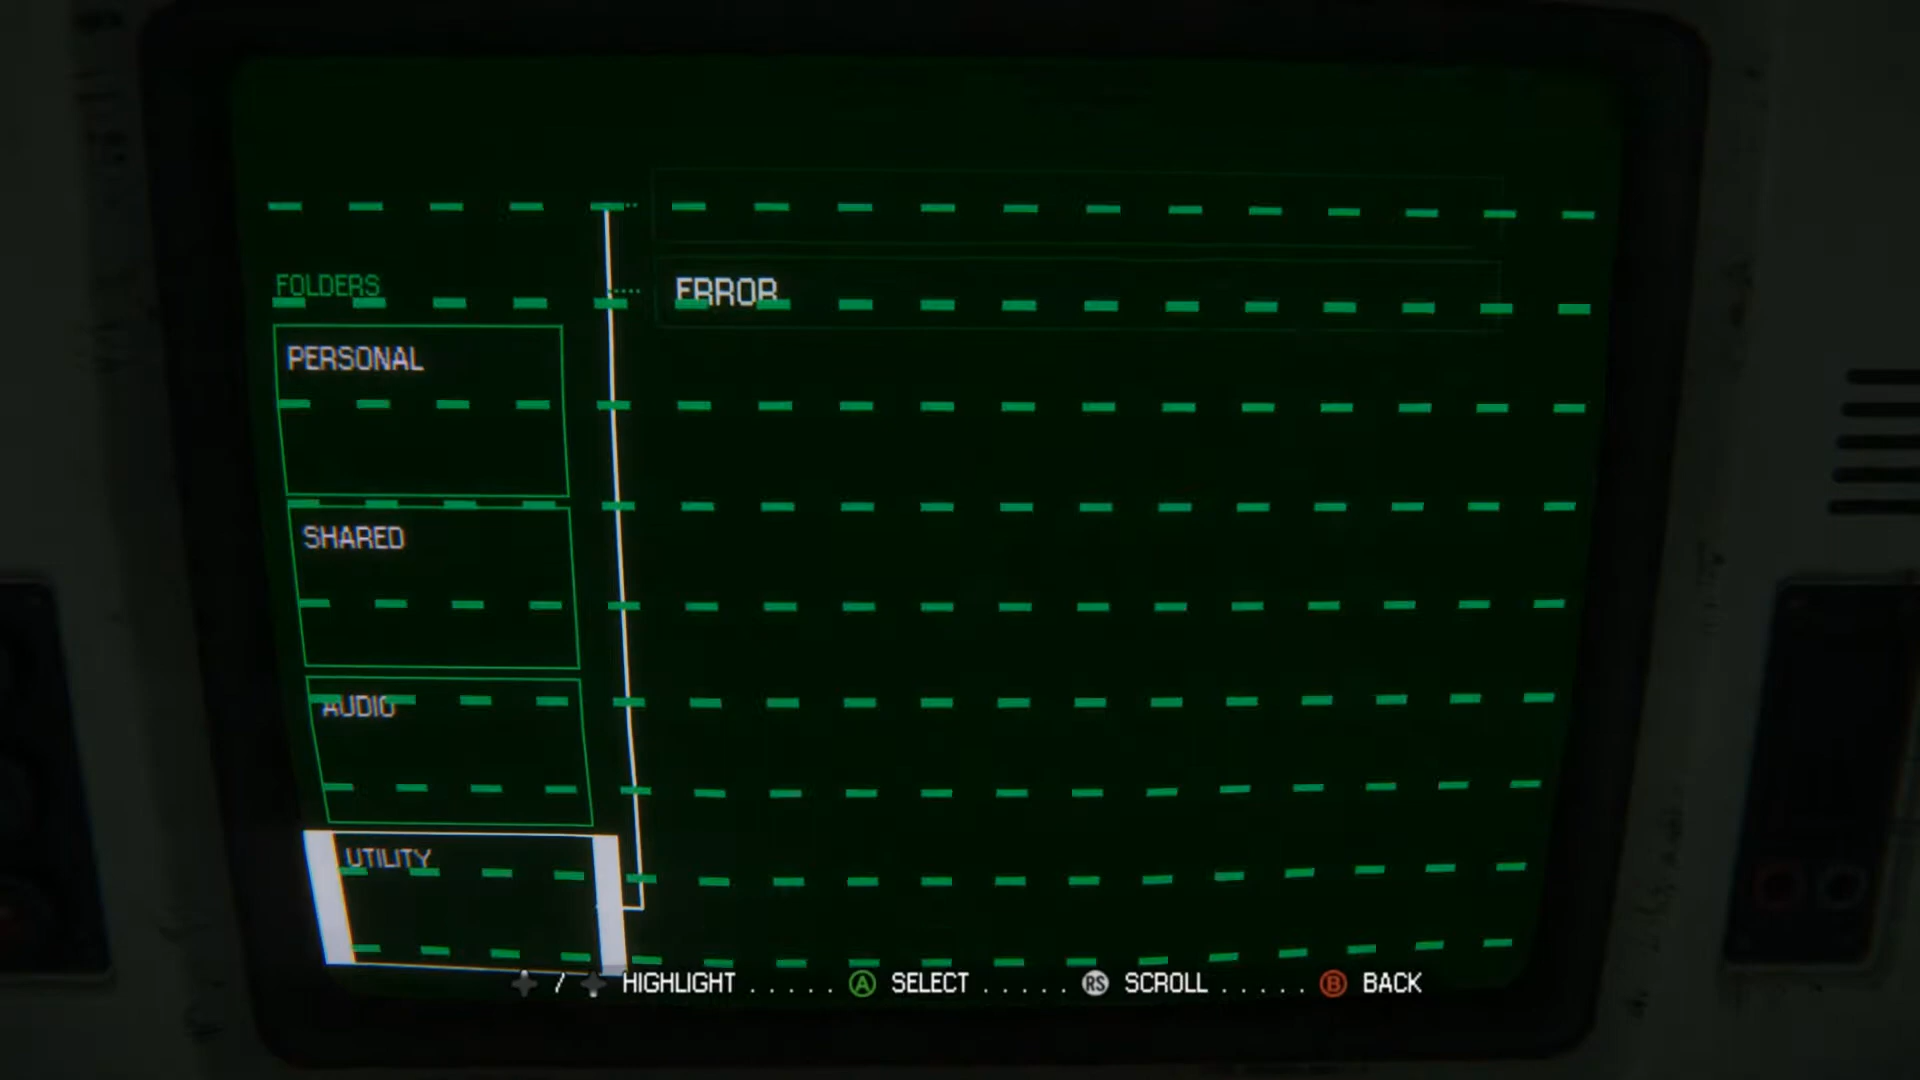 FOLDERS
ERROR
PERSONAL
SHARED
AUDIO
UTILITY
/ HIGHLIGHT ..... A SELECT ..... RS SCROLL ..... B BACK